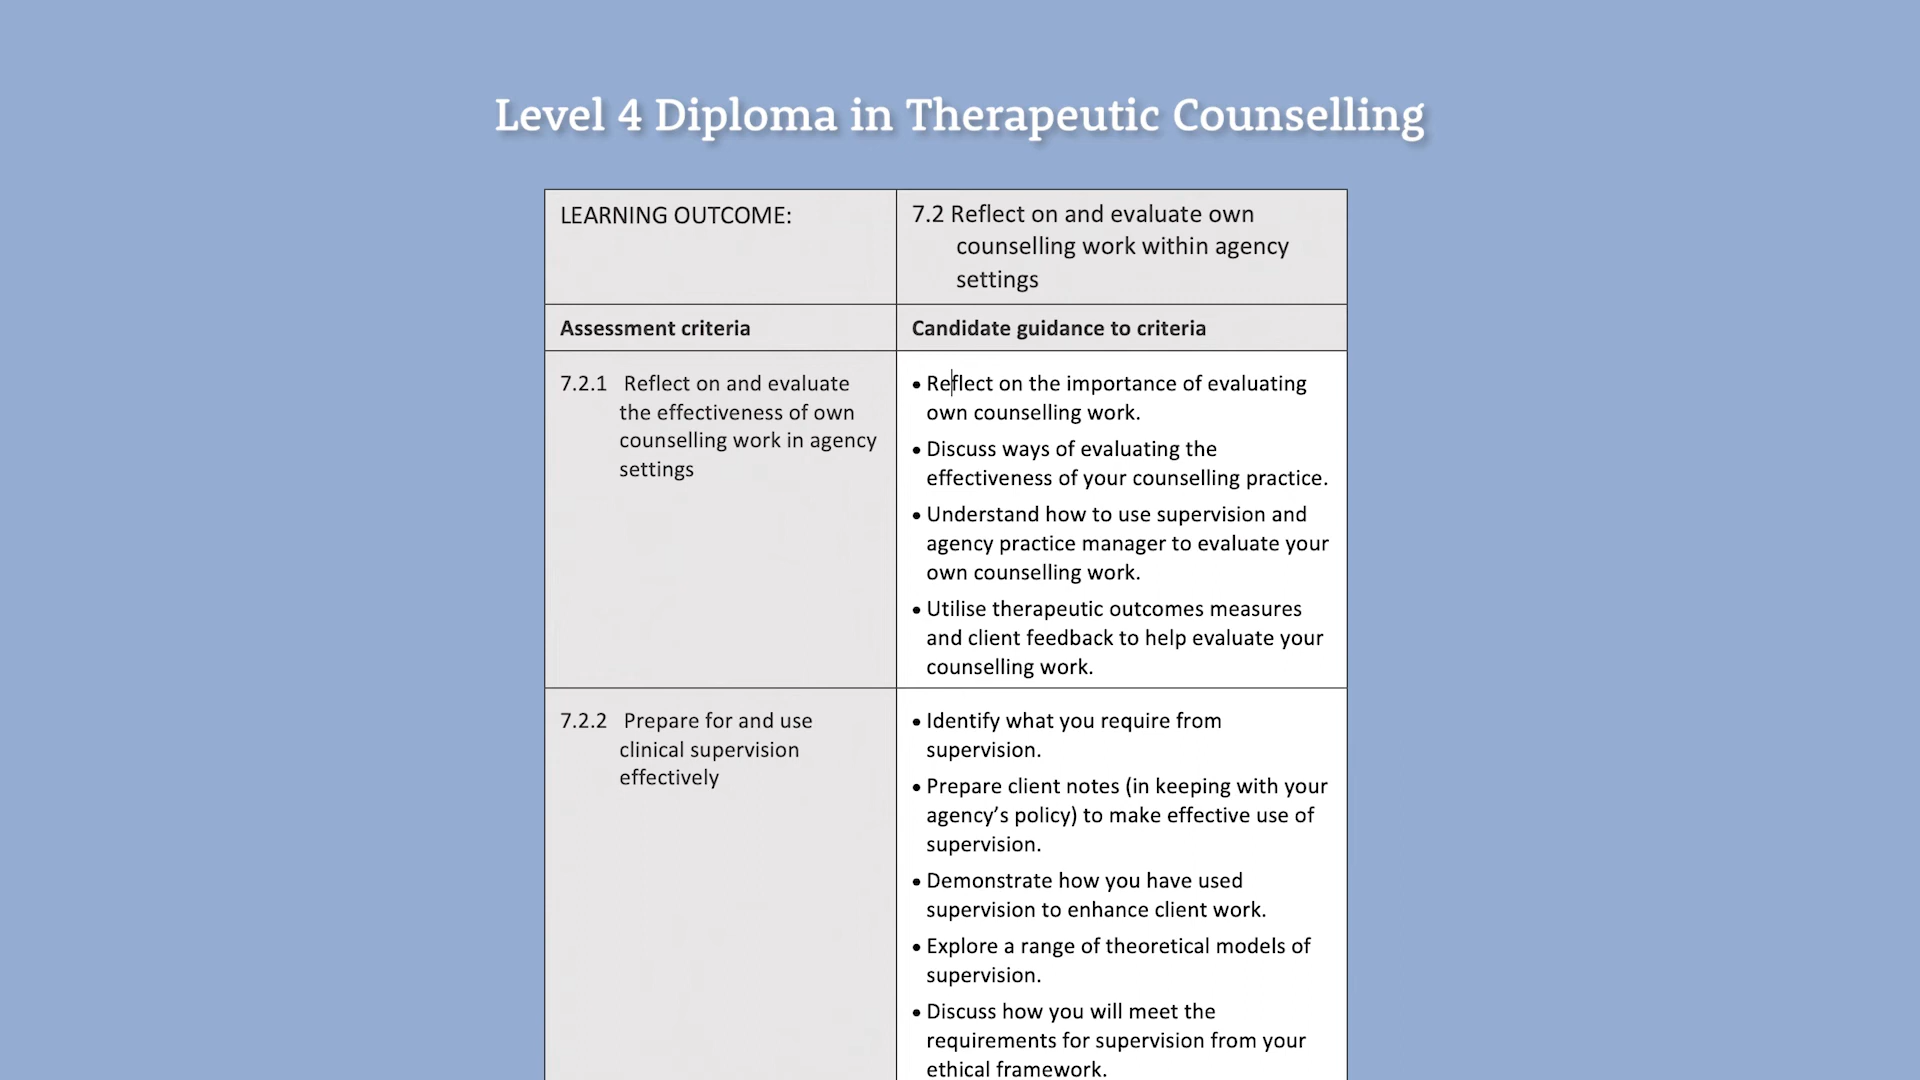 Level 4 Diploma in Therapeutic Counselling
LEARNING OUTCOME:
7.2 Reflect on and evaluate own
counselling work within agency
settings
Assessment criteria
Candidate guidance to criteria
7.2.1 Reflect on and evaluate
the effectiveness of own
counselling work in agency
settings
• Reflect on the importance of evaluating
own counselling work.
• Discuss ways of evaluating the
effectiveness of your counselling practice.
• Understand how to use supervision and
agency practice manager to evaluate your
own counselling work.
• Utilise therapeutic outcomes measures
and client feedback to help evaluate your
counselling work.
7.2.2 Prepare for and use
clinical supervision
effectively
• Identify what you require from
supervision.
• Prepare client notes (in keeping with your
agency’s policy) to make effective use of
supervision.
• Demonstrate how you have used
supervision to enhance client work.
• Explore a range of theoretical models of
supervision.
• Discuss how you will meet the
requirements for supervision from your
ethical framework.